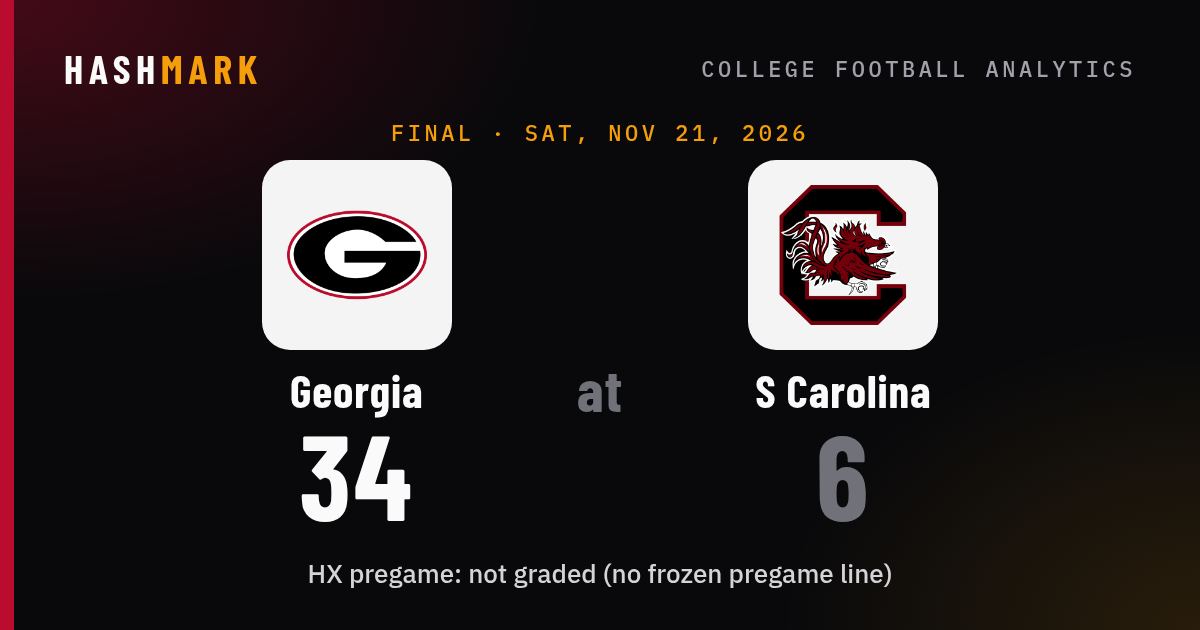 HASHMARK
COLLEGE FOOTBALL ANALYTICS
FINAL · SAT, NOV 21, 2026
G
C
Georgia
at
S Carolina
34
6
HX pregame: not graded (no frozen pregame line)